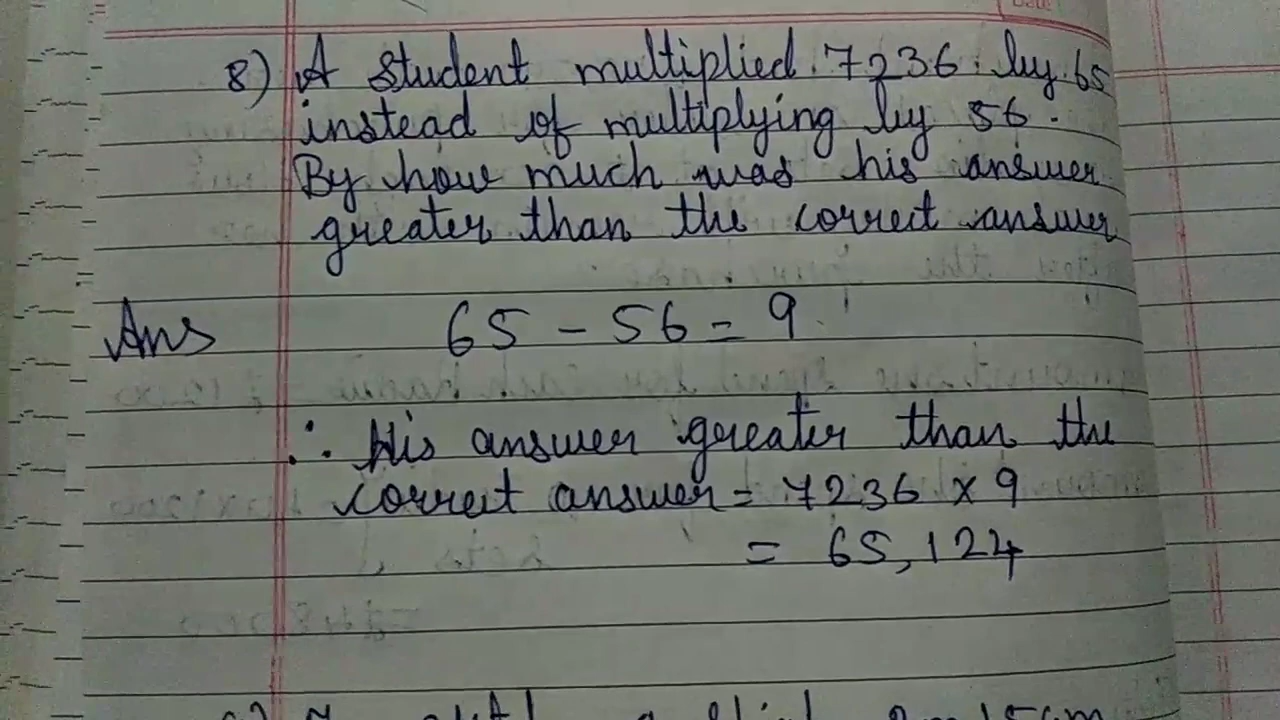 8) A student multiplied 7236 by 65
instead of multiplying by 56.
By how much was his answer
greater than the correct answer
Ans 65 - 56 = 9
∴ His answer greater than the
correct answer = 7236 x 9
= 65,124